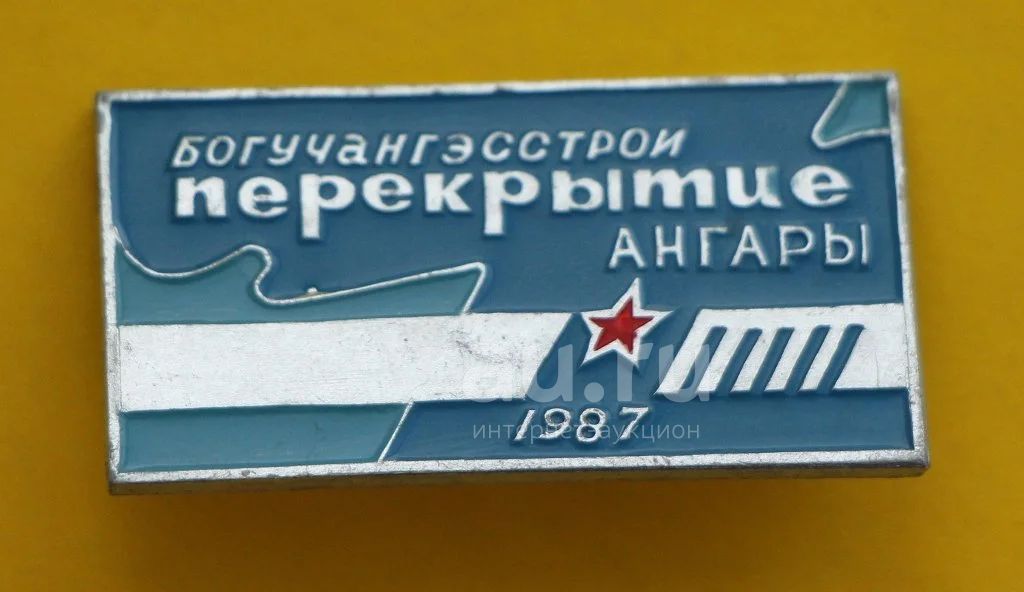 БОГУЧАНГЭССТРОЙ
перекрытие
АНГАРЫ
1987
au.ru
интернет аукцион